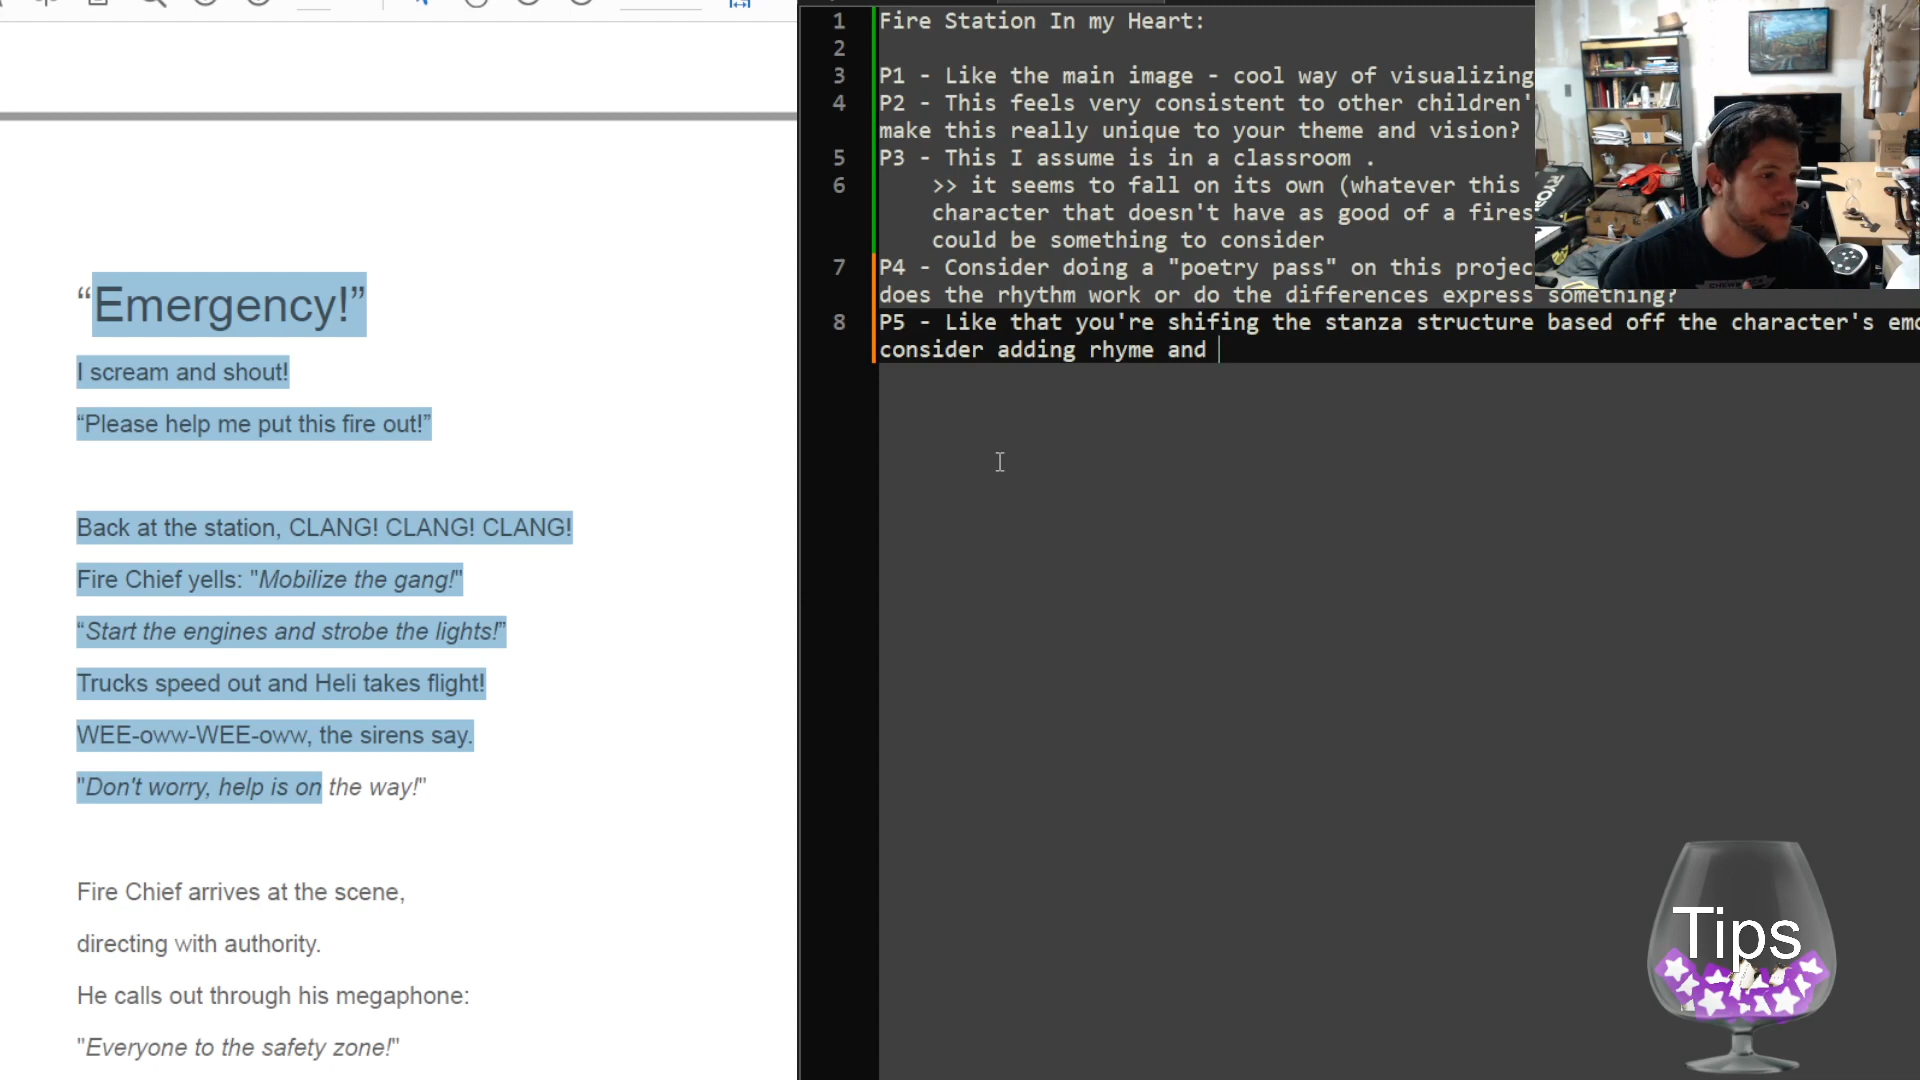 “Emergency!”
I scream and shout!
“Please help me put this fire out!”
Back at the station, CLANG! CLANG! CLANG!
Fire Chief yells: "Mobilize the gang!"
“Start the engines and strobe the lights!”
Trucks speed out and Heli takes flight!
WEE-oww-WEE-oww, the sirens say.
"Don't worry, help is on the way!"
Fire Chief arrives at the scene,
directing with authority.
He calls out through his megaphone:
"Everyone to the safety zone!"
1 Fire Station In my Heart:
2
3 P1 - Like the main image - cool way of visualizing
4 P2 - This feels very consistent to other children'
make this really unique to your theme and vision?
5 P3 - This I assume is in a classroom .
6 >> it seems to fall on its own (whatever this
character that doesn't have as good of a fires
could be something to consider
7 P4 - Consider doing a "poetry pass" on this projec
does the rhythm work or do the differences express something?
8 P5 - Like that you're shifing the stanza structure based off the character's emo
consider adding rhyme and
RYOBI
Tips